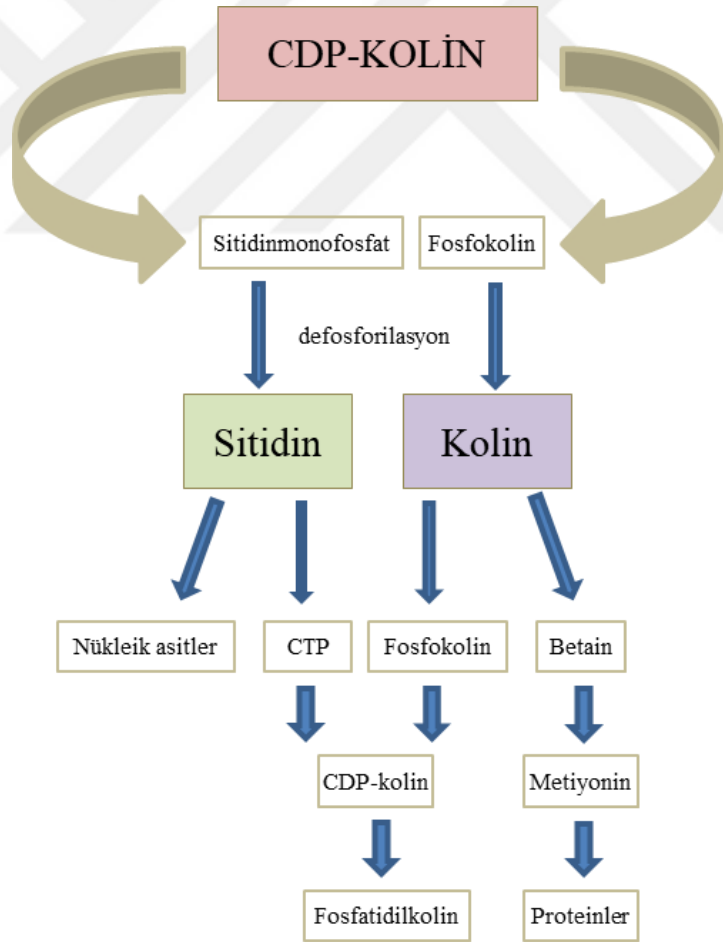 CDP-KOLİN
Sitidinmonofosfat
Fosfokolin
defosforilasyon
Sitidin
Kolin
Nükleik asitler
CTP
Fosfokolin
Betain
CDP-kolin
Metiyonin
Fosfatidilkolin
Proteinler